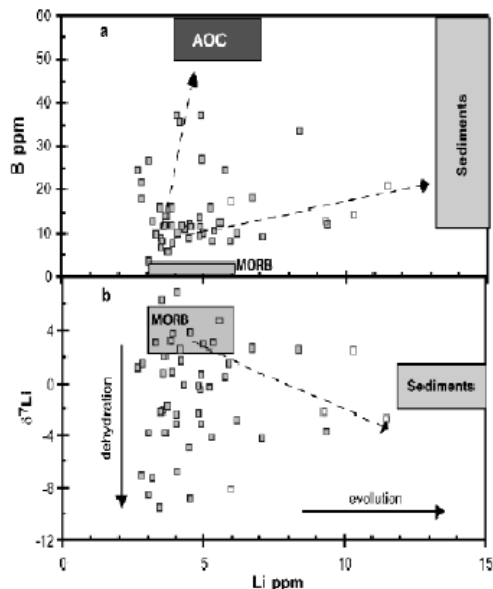 60
a
AOC
50
40
B ppm
30
Sediments
20
10
MORB
0
b
MORB
4
0
Sediments
δ⁷Li
dehydration
-4
-8
evolution
-12
0
5
10
15
Li ppm